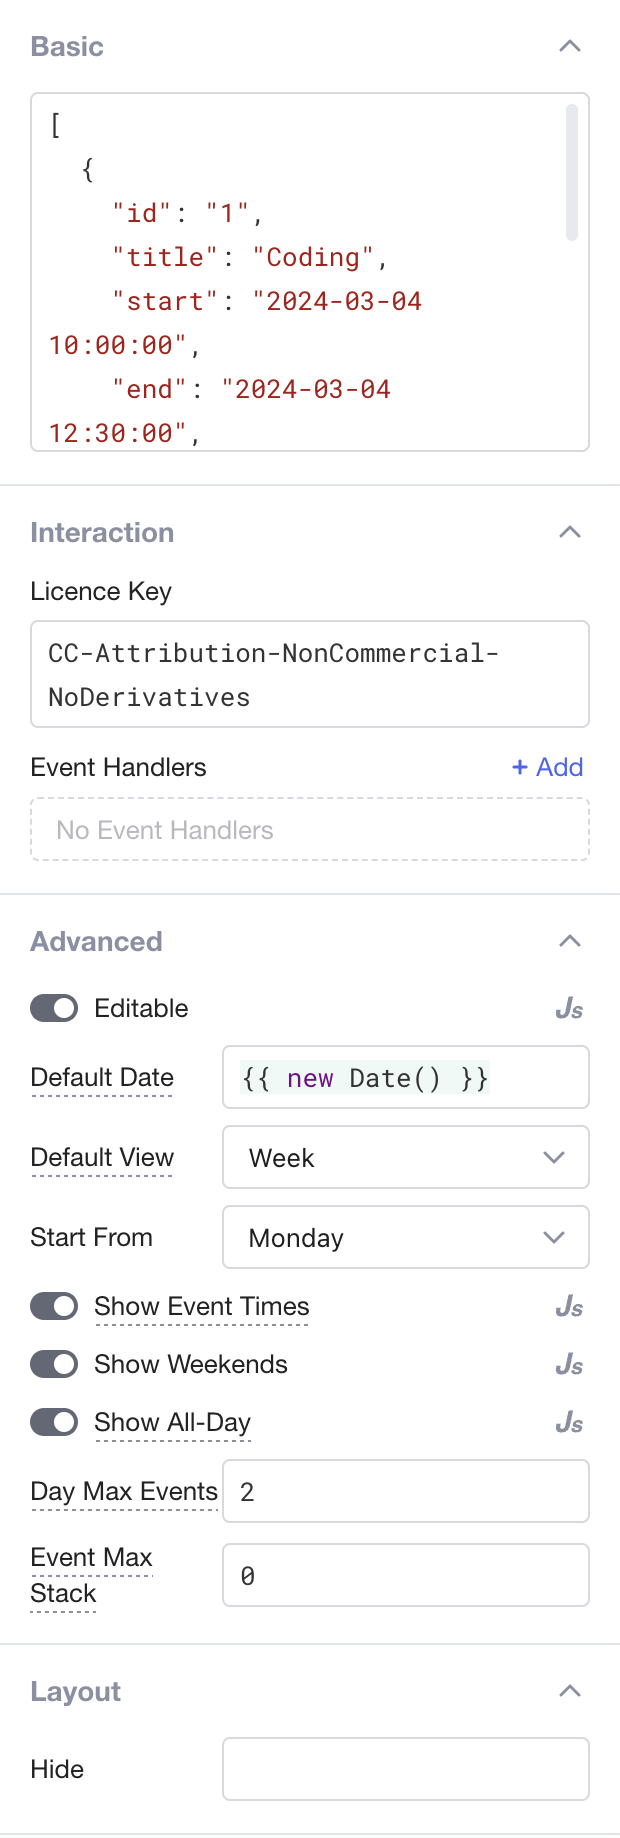 Basic
[
{
"id": "1",
"title": "Coding",
"start": "2024-03-04
10:00:00",
"end": "2024-03-04
12:30:00",
Interaction
Licence Key
CC-Attribution-NonCommercial-
NoDerivatives
Event Handlers + Add
No Event Handlers
Advanced
Editable Js
Default Date {{ new Date() }}
Default View Week
Start From Monday
Show Event Times Js
Show Weekends Js
Show All-Day Js
Day Max Events 2
Event Max
Stack 0
Layout
Hide